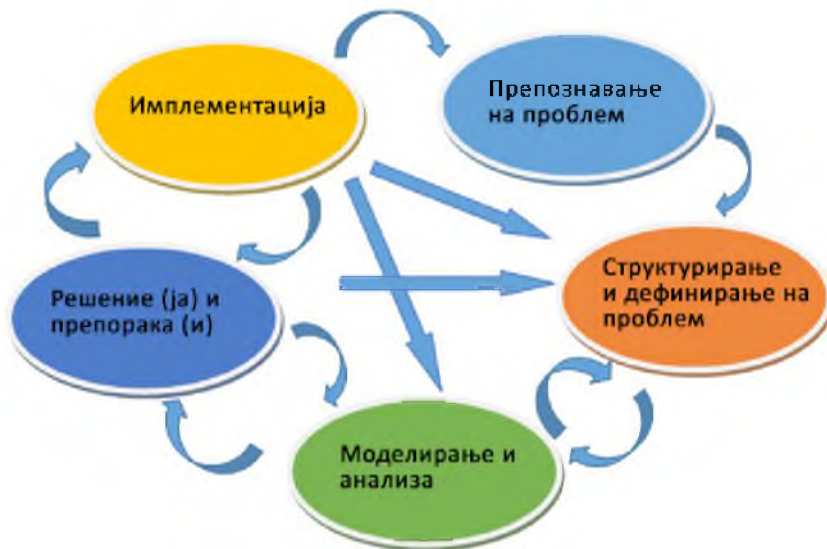 Имплементација
Препознавање
на проблем
Структурирање
и дефинирање на
проблем
Решение (ја) и
препорака (и)
Моделирање и
анализа